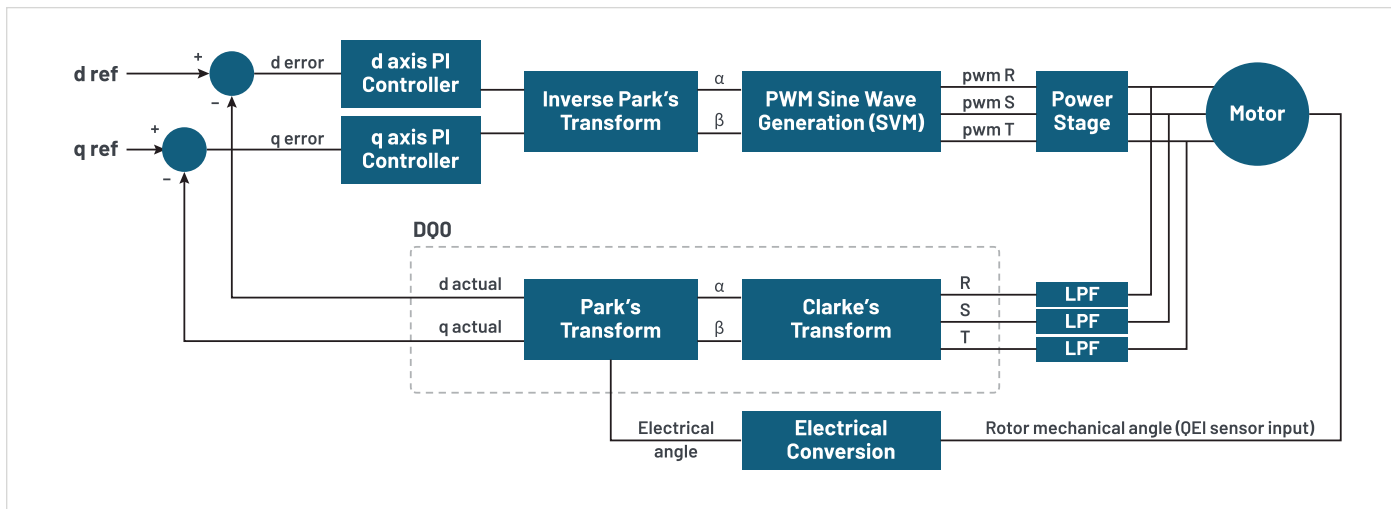 d ref
+
−
d error
d axis PI
Controller
q ref
+
−
q error
q axis PI
Controller
Inverse Park's
Transform
α
β
PWM Sine Wave
Generation (SVM)
pwm R
pwm S
pwm T
Power
Stage
Motor
DQ0
d actual
q actual
Park's
Transform
α
β
Clarke's
Transform
R
S
T
LPF
LPF
LPF
Electrical
angle
Electrical
Conversion
Rotor mechanical angle (QEI sensor input)